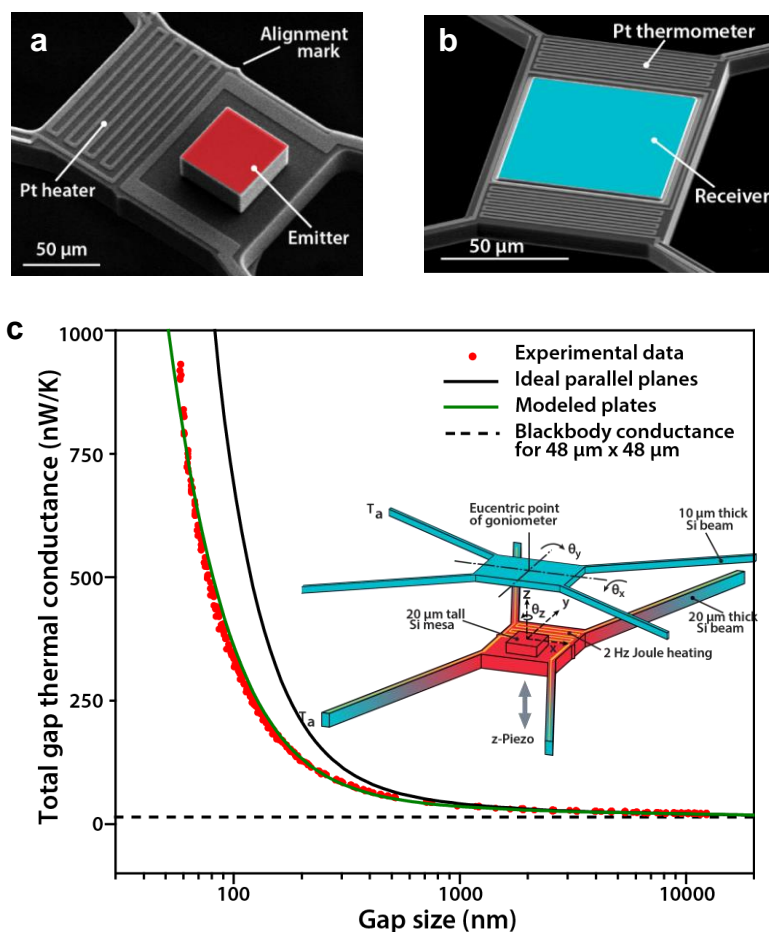 a
Alignment
mark
Pt heater
Emitter
50 µm
b
Pt thermometer
Receiver
50 µm
c
Total gap thermal conductance (nW/K)
1000
750
500
250
0
Experimental data
Ideal parallel planes
Modeled plates
Blackbody conductance
for 48 µm x 48 µm
Ta
Eucentric point
of goniometer
θy
10 µm thick
Si beam
θx
z
θz
y
x
20 µm tall
Si mesa
20 µm thick
Si beam
2 Hz Joule heating
Ta
z-Piezo
100
1000
10000
Gap size (nm)